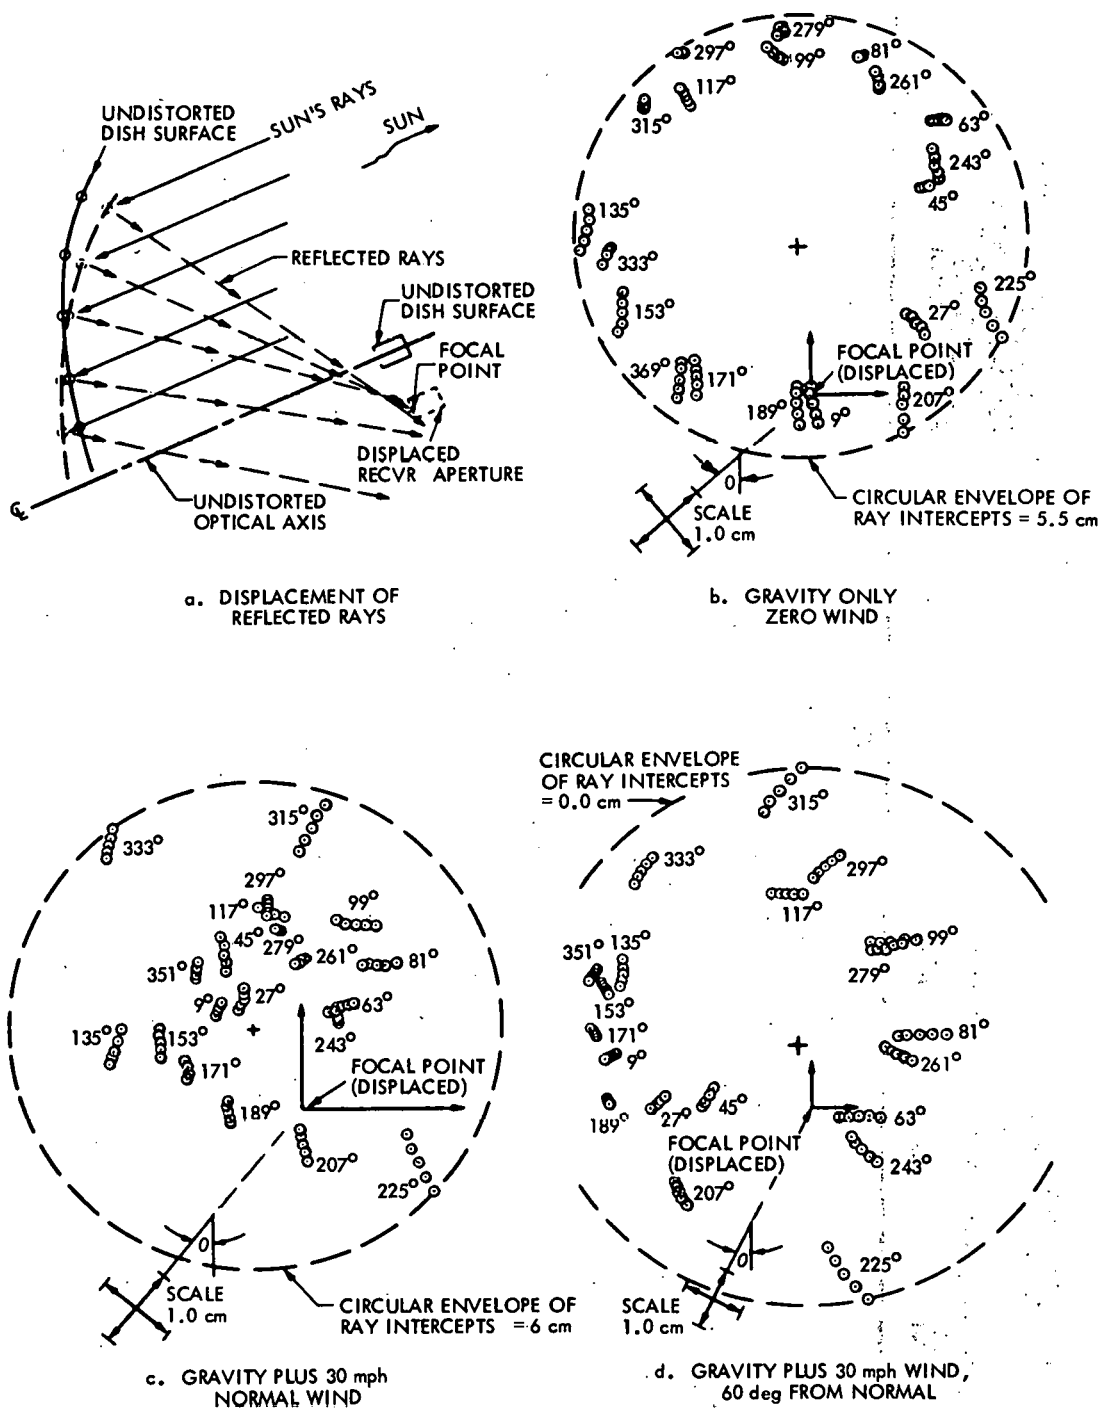 UNDISTORTED
DISH SURFACE
SUN'S RAYS
SUN
REFLECTED RAYS
UNDISTORTED
DISH SURFACE
FOCAL
POINT
DISPLACED
RECVR APERTURE
UNDISTORTED
OPTICAL AXIS
℄
a. DISPLACEMENT OF
REFLECTED RAYS
279°
297°
99°
81°
117°
261°
315°
63°
243°
45°
135°
333°
225°
153°
27°
FOCAL POINT
(DISPLACED)
369°
171°
189°
9°
207°
0
SCALE
1.0 cm
CIRCULAR ENVELOPE OF
RAY INTERCEPTS = 5.5 cm
b. GRAVITY ONLY
ZERO WIND
315°
333°
297°
117°
99°
45°
279°
261°
81°
351°
9°
27°
63°
135°
153°
243°
171°
FOCAL POINT
(DISPLACED)
189°
207°
225°
0
SCALE
1.0 cm
CIRCULAR ENVELOPE OF
RAY INTERCEPTS = 6 cm
c. GRAVITY PLUS 30 mph
NORMAL WIND
CIRCULAR ENVELOPE
OF RAY INTERCEPTS
= 0.0 cm
315°
333°
297°
117°
351°
135°
99°
279°
153°
171°
81°
9°
261°
189°
27°
45°
63°
FOCAL POINT
(DISPLACED)
243°
207°
225°
0
SCALE
1.0 cm
d. GRAVITY PLUS 30 mph WIND,
60 deg FROM NORMAL